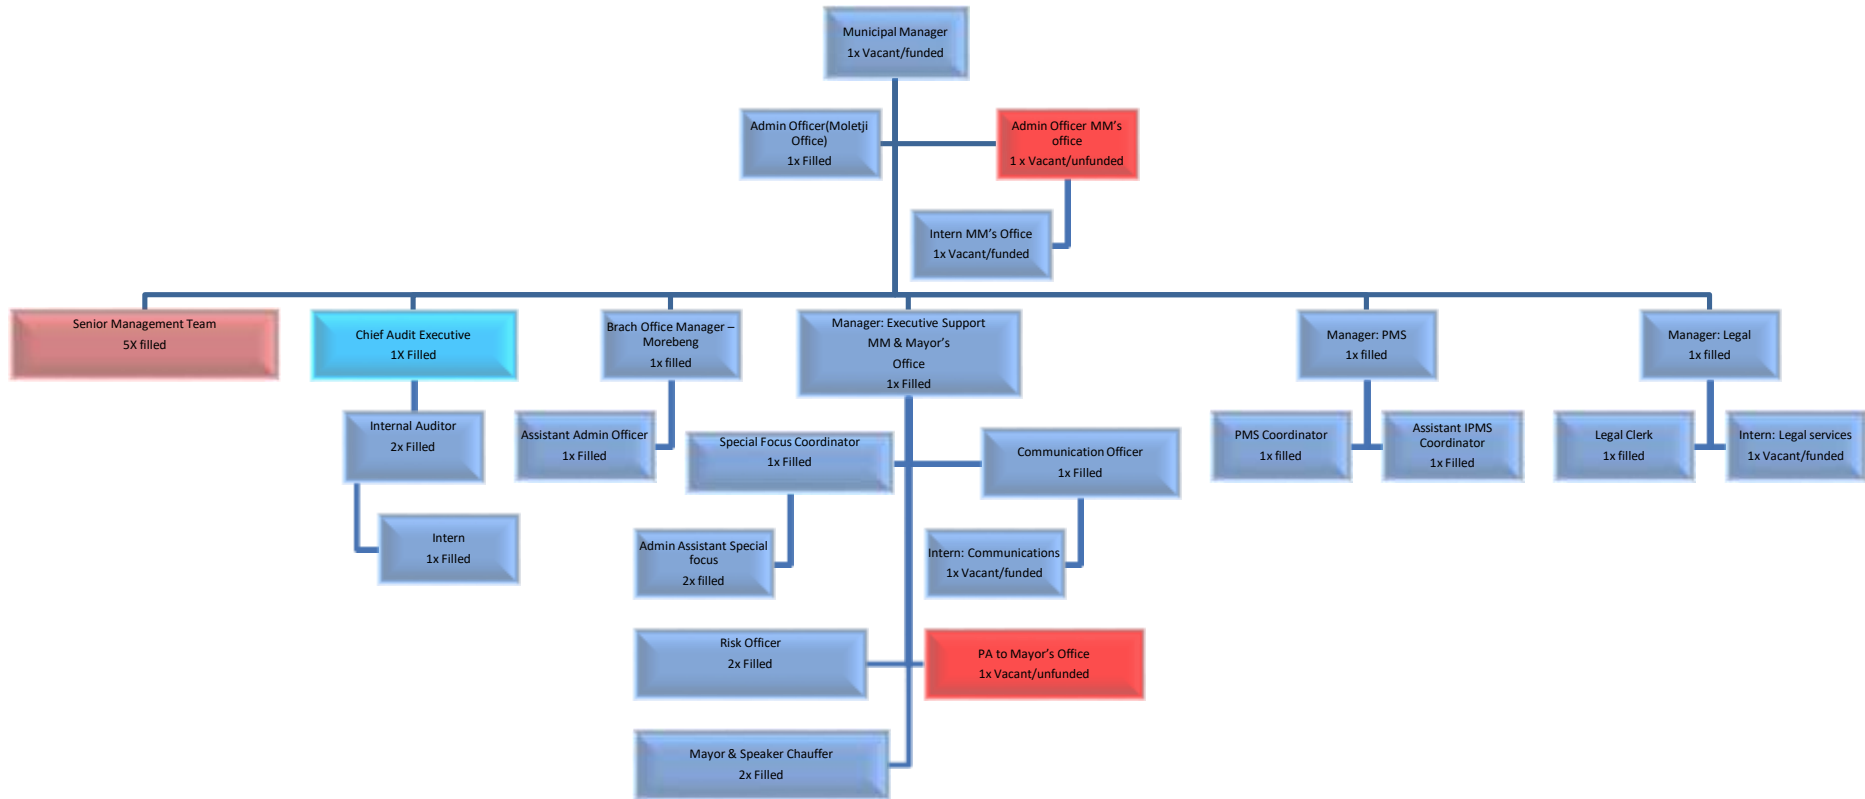 Municipal Manager
1x Vacant/funded
Admin Officer(Moletji
Office)
1x Filled
Admin Officer MM's
office
1 x Vacant/unfunded
Intern MM's Office
1x Vacant/funded
Senior Management Team
5X filled
Chief Audit Executive
1X Filled
Brach Office Manager –
Morebeng
1x filled
Manager: Executive Support
MM & Mayor's
Office
1x Filled
Manager: PMS
1x filled
Manager: Legal
1x filled
Internal Auditor
2x Filled
Assistant Admin Officer
1x Filled
Special Focus Coordinator
1x Filled
Communication Officer
1x Filled
PMS Coordinator
1x filled
Assistant IPMS
Coordinator
1x Filled
Legal Clerk
1x filled
Intern: Legal services
1x Vacant/funded
Intern
1x Filled
Admin Assistant Special
focus
2x filled
Intern: Communications
1x Vacant/funded
Risk Officer
2x Filled
PA to Mayor's Office
1x Vacant/unfunded
Mayor & Speaker Chauffer
2x Filled